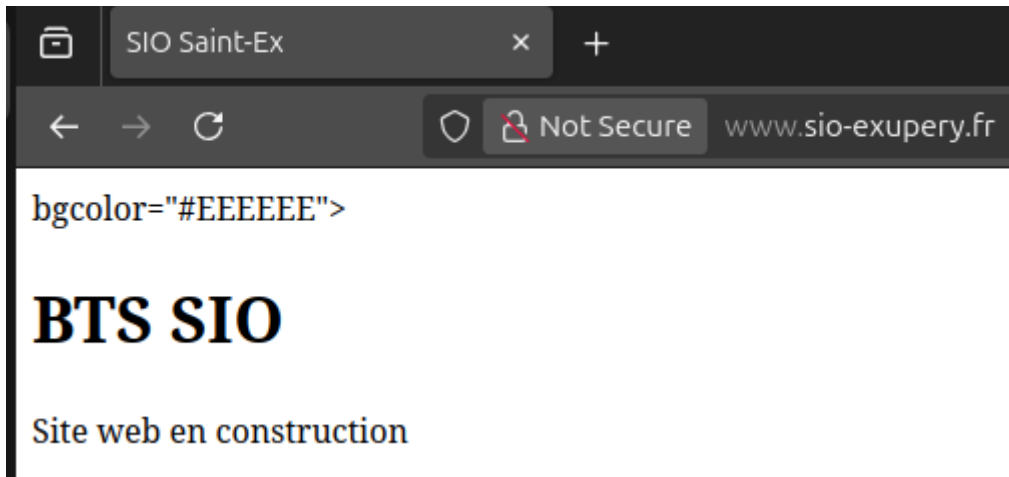 SIO Saint-Ex
Not Secure www.sio-exupery.fr
bgcolor="#EEEEEE">
BTS SIO
Site web en construction